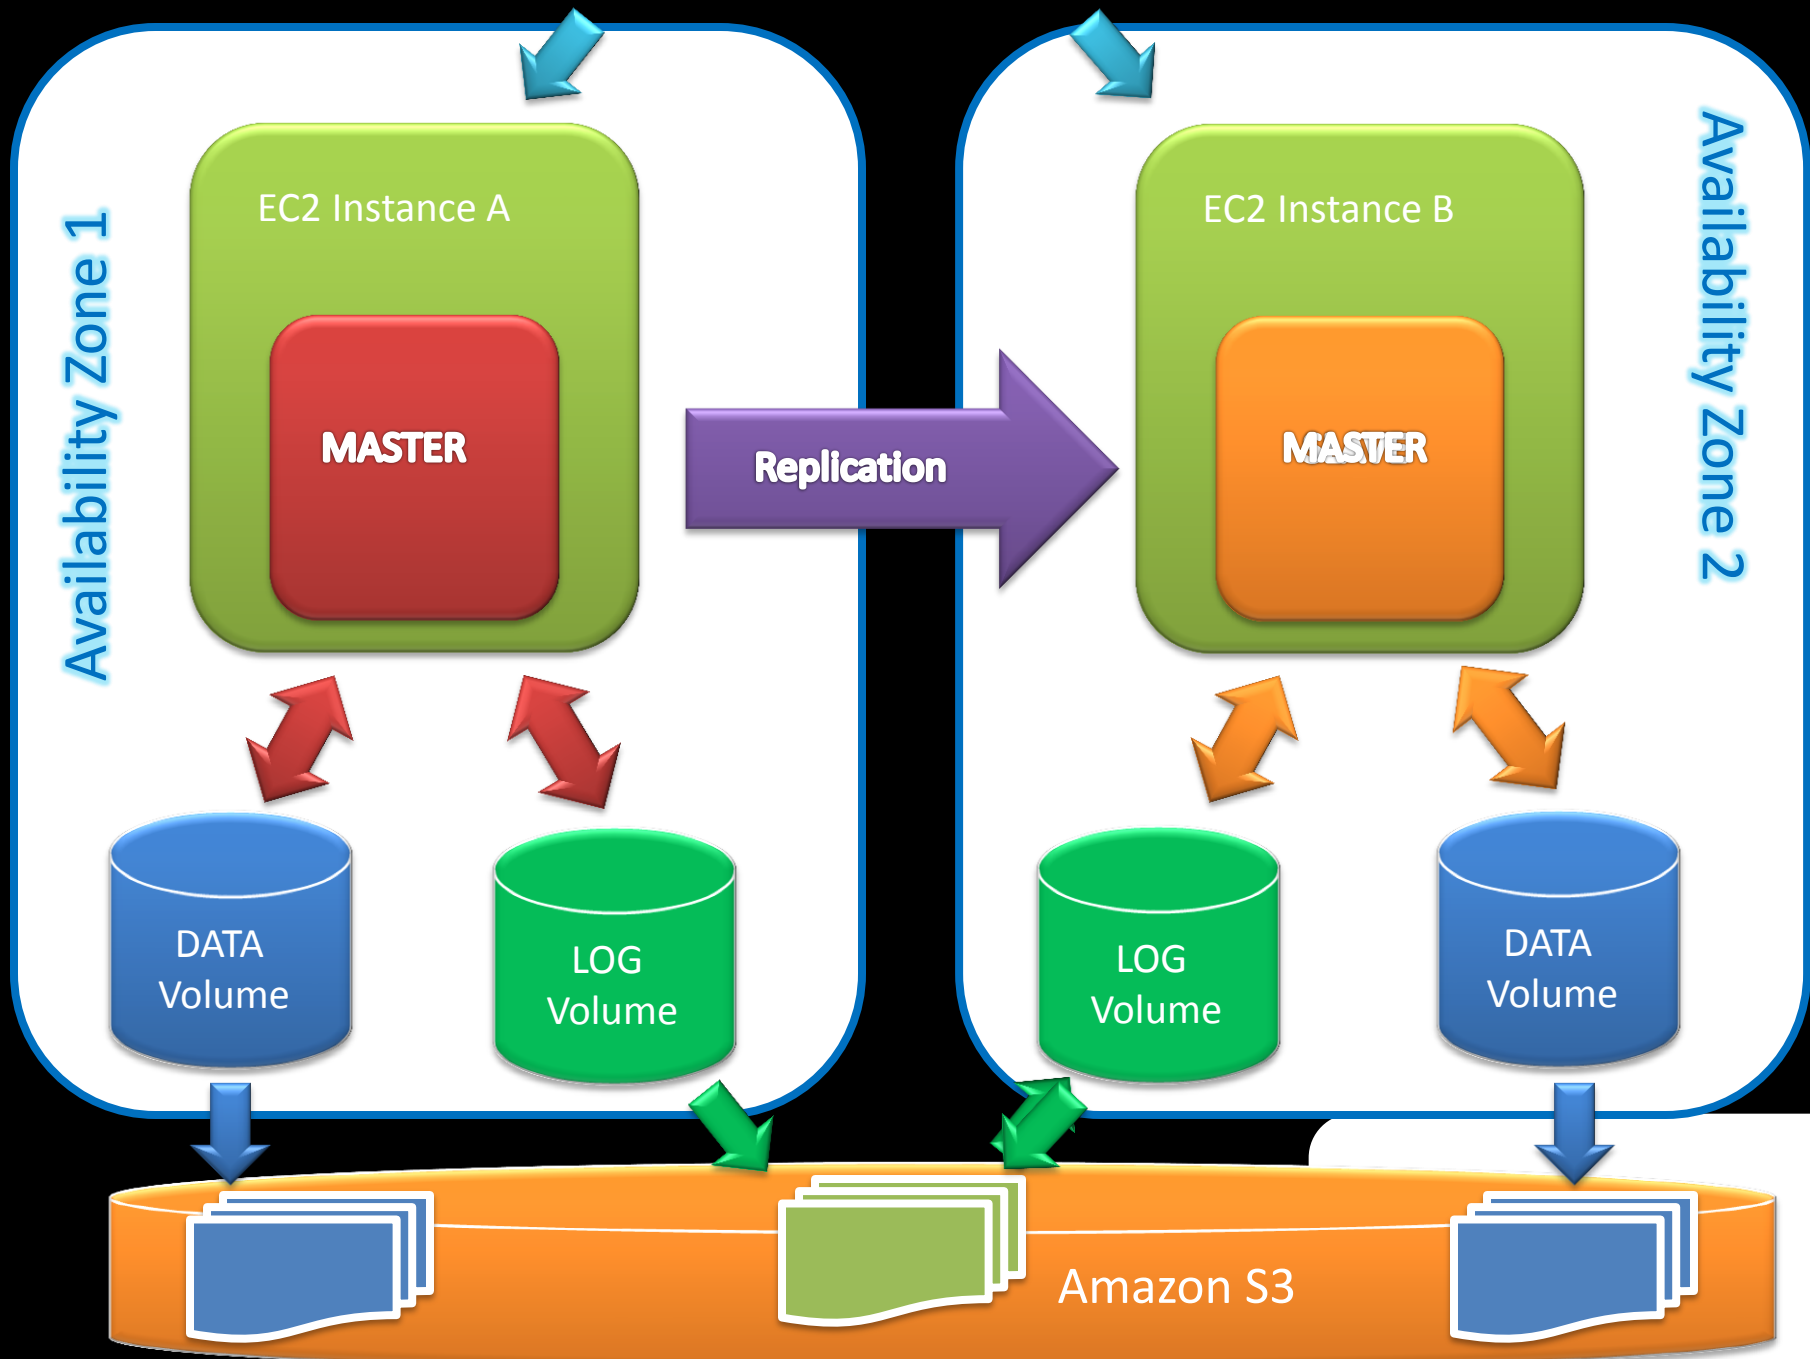 Availability Zone 1
EC2 Instance A
MASTER
Replication
EC2 Instance B
MASTER
Availability Zone 2
DATA
Volume
LOG
Volume
LOG
Volume
DATA
Volume
Amazon S3